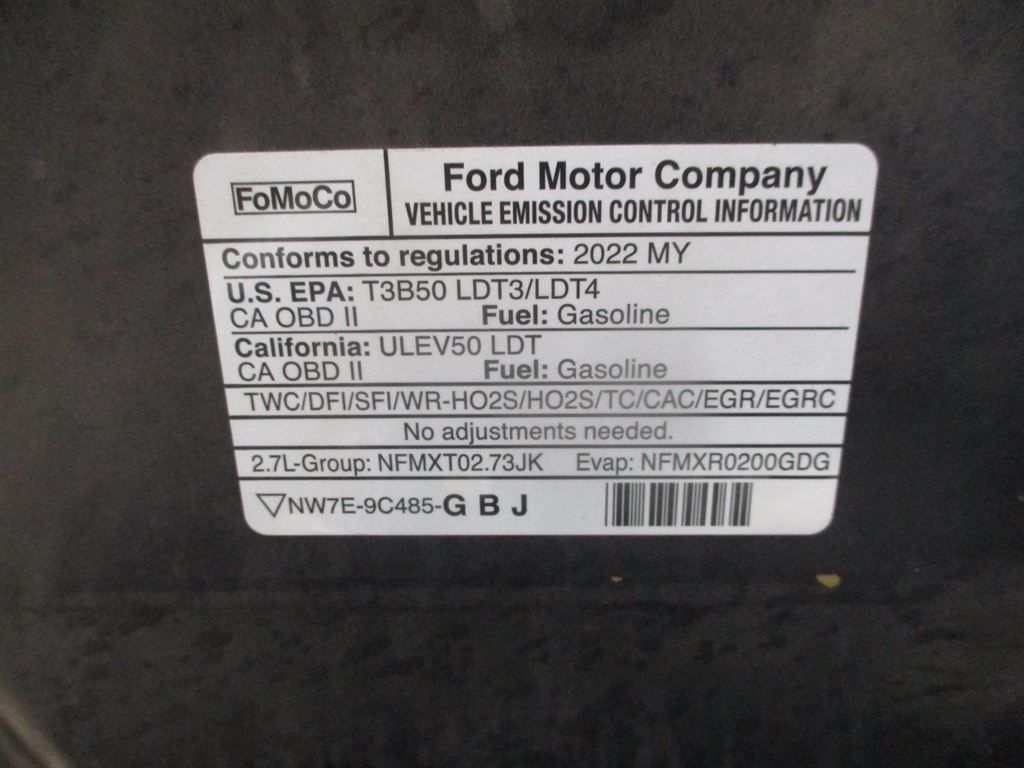 FoMoCo
Ford Motor Company
VEHICLE EMISSION CONTROL INFORMATION
Conforms to regulations: 2022 MY
U.S. EPA: T3B50 LDT3/LDT4
CA OBD II Fuel: Gasoline
California: ULEV50 LDT
CA OBD II Fuel: Gasoline
TWC/DFI/SFI/WR-HO2S/HO2S/TC/CAC/EGR/EGRC
No adjustments needed.
2.7L-Group: NFMXT02.73JK Evap: NFMXR0200GDG
NW7E-9C485-G B J